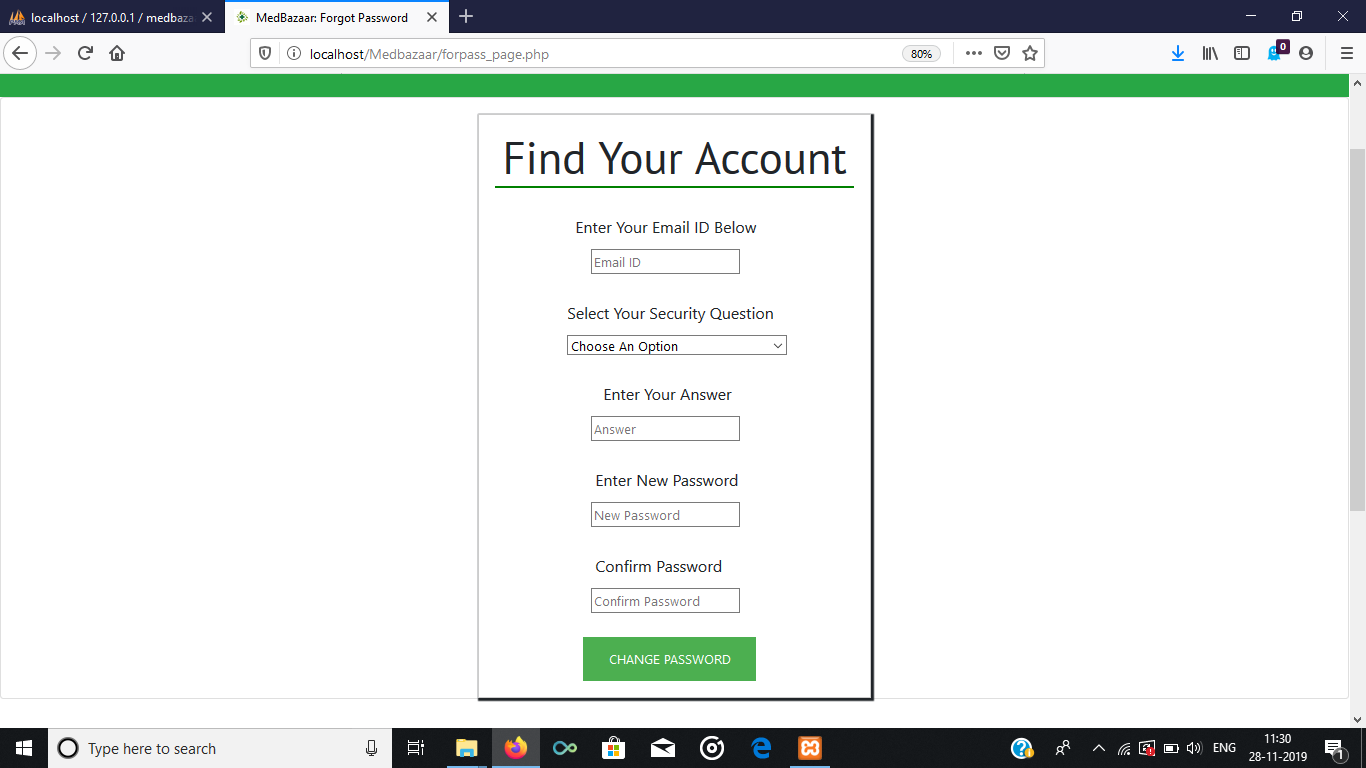 localhost / 127.0.0.1 / medbaza
MedBazaar: Forgot Password
localhost/Medbazaar/forpass_page.php
80%
0
Find Your Account
Enter Your Email ID Below
Email ID
Select Your Security Question
Choose An Option
Enter Your Answer
Answer
Enter New Password
New Password
Confirm Password
Confirm Password
CHANGE PASSWORD
Type here to search
ENG
11:30
28-11-2019
1